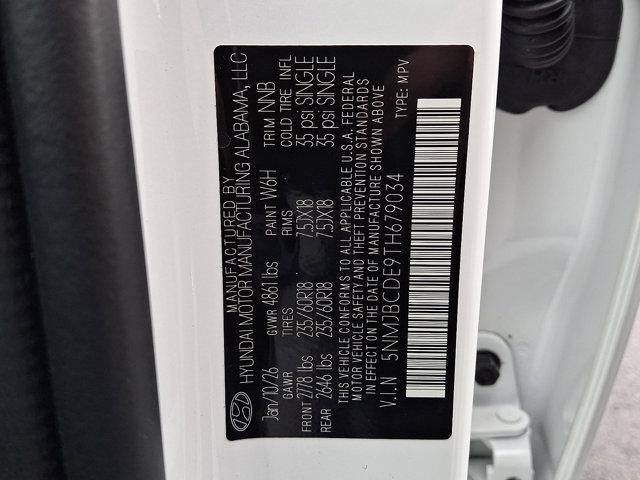 MANUFACTURED BY
HYUNDAI MOTOR MANUFACTURING ALABAMA, LLC
Jan/10/26 GVWR 4861 lbs PAINT W6H TRIM NNB
GAWR TIRES RIMS COLD TIRE INFL
FRONT 2778 lbs 235/60R18 7.5JX18 35 psi SINGLE
REAR 2646 lbs 235/60R18 7.5JX18 35 psi SINGLE
THIS VEHICLE CONFORMS TO ALL APPLICABLE U.S.A. FEDERAL
MOTOR VEHICLE SAFETY AND THEFT PREVENTION STANDARDS
IN EFFECT ON THE DATE OF MANUFACTURE SHOWN ABOVE
V.I.N 5NMJBCDE9TH679034 TYPE: MPV